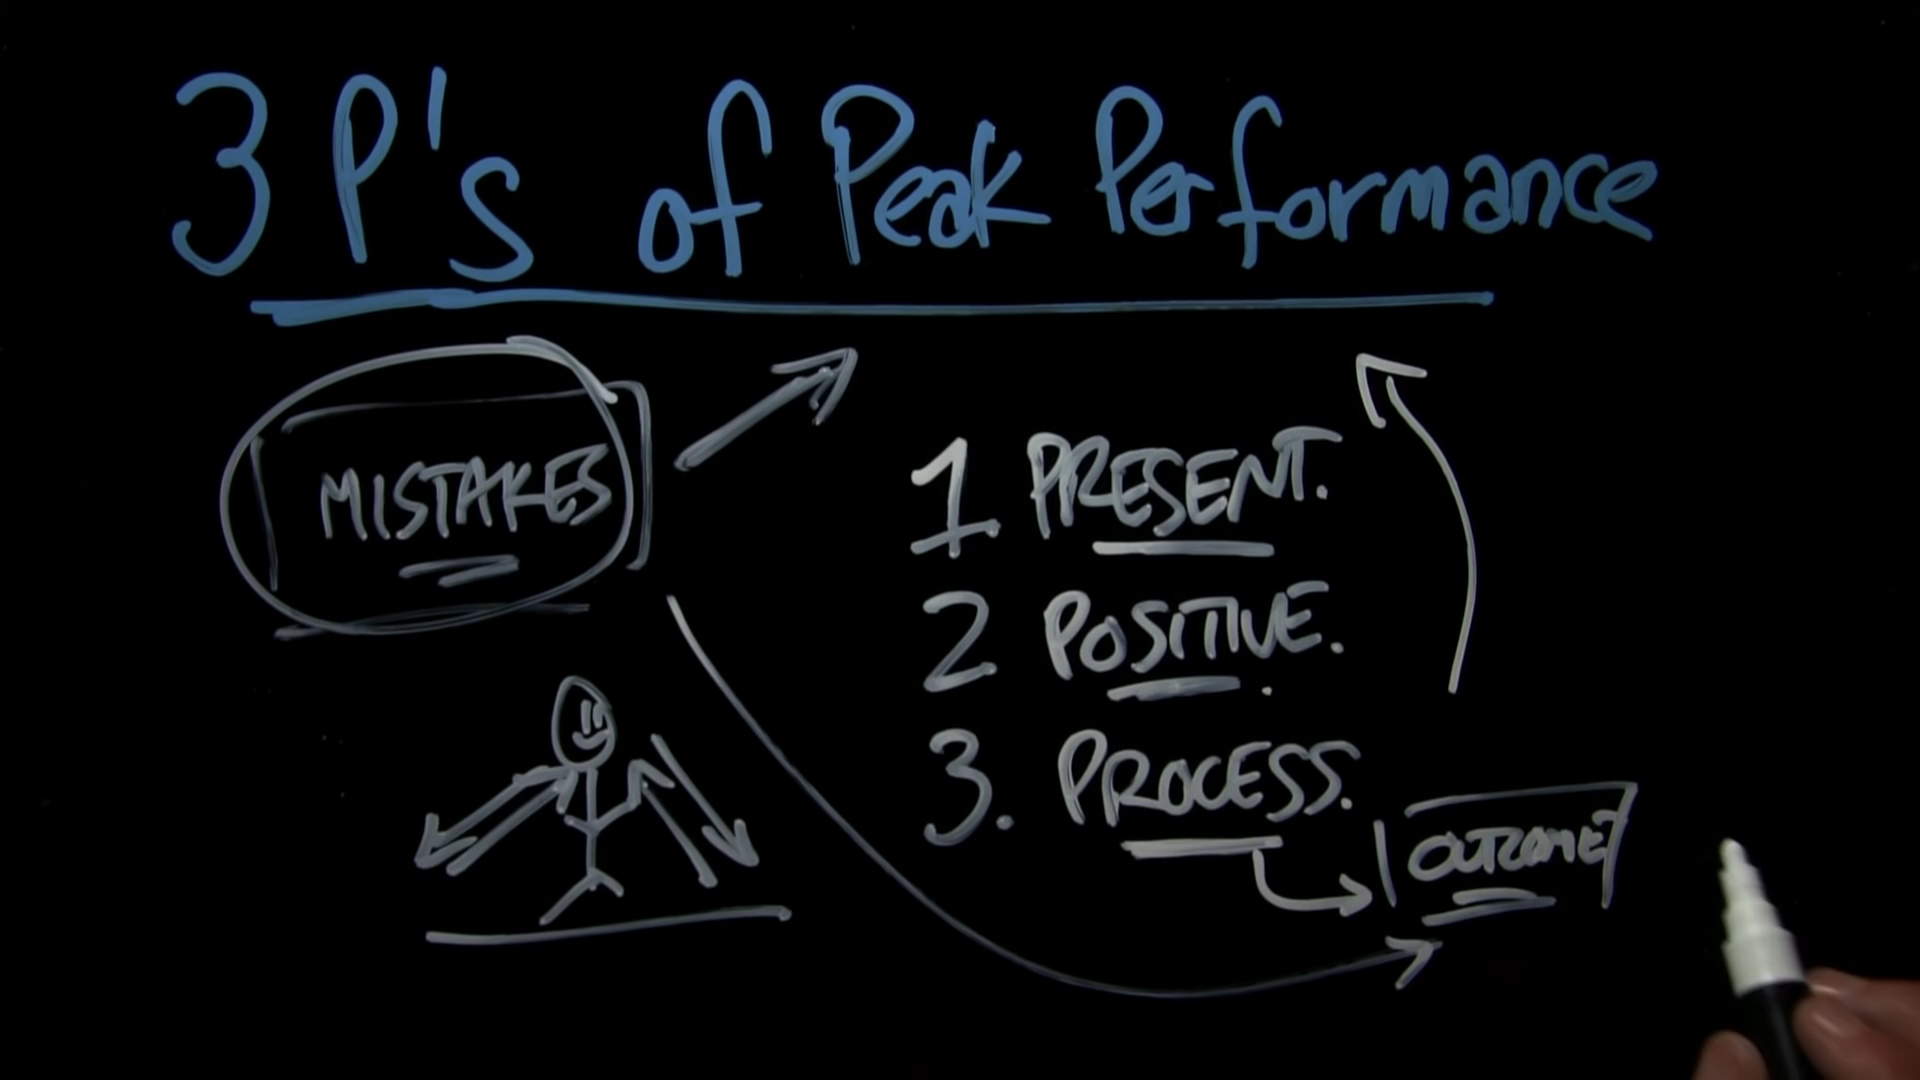 3 P's of Peak Performance
MISTAKES
1 PRESENT.
2 POSITIVE.
3. PROCESS.
OUTCOME